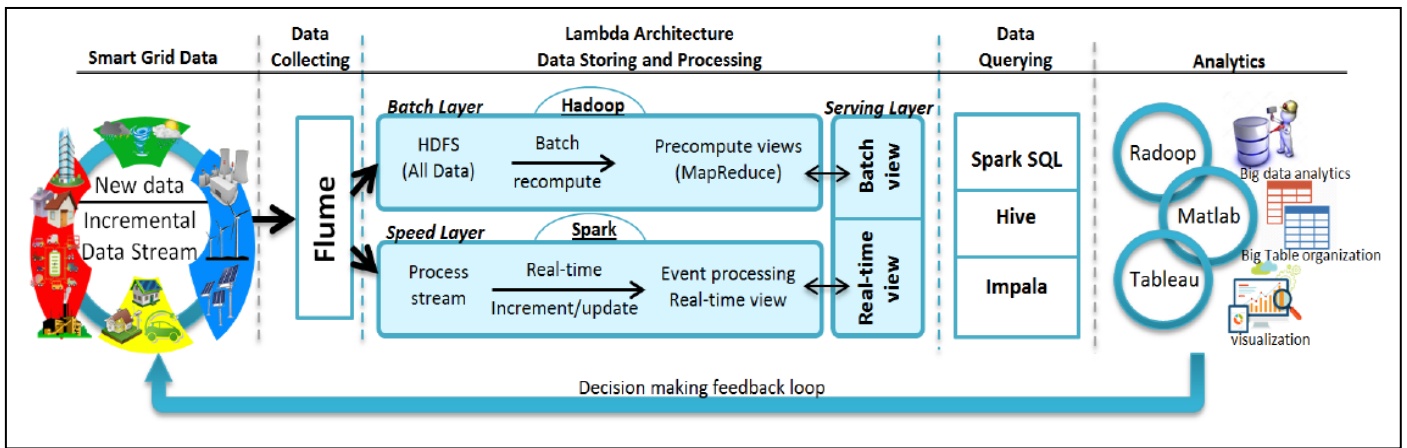 Smart Grid Data
Data
Collecting
Lambda Architecture
Data Storing and Processing
Data
Querying
Analytics
New data
Incremental
Data Stream
Flume
Batch Layer
Hadoop
HDFS
(All Data)
Batch
recompute
Precompute views
(MapReduce)
Speed Layer
Spark
Process
stream
Real-time
Increment/update
Event processing
Real-time view
Serving Layer
Batch
view
Real-time
view
Spark SQL
Hive
Impala
Radoop
Matlab
Tableau
Big data analytics
Big Table organization
visualization
Decision making feedback loop